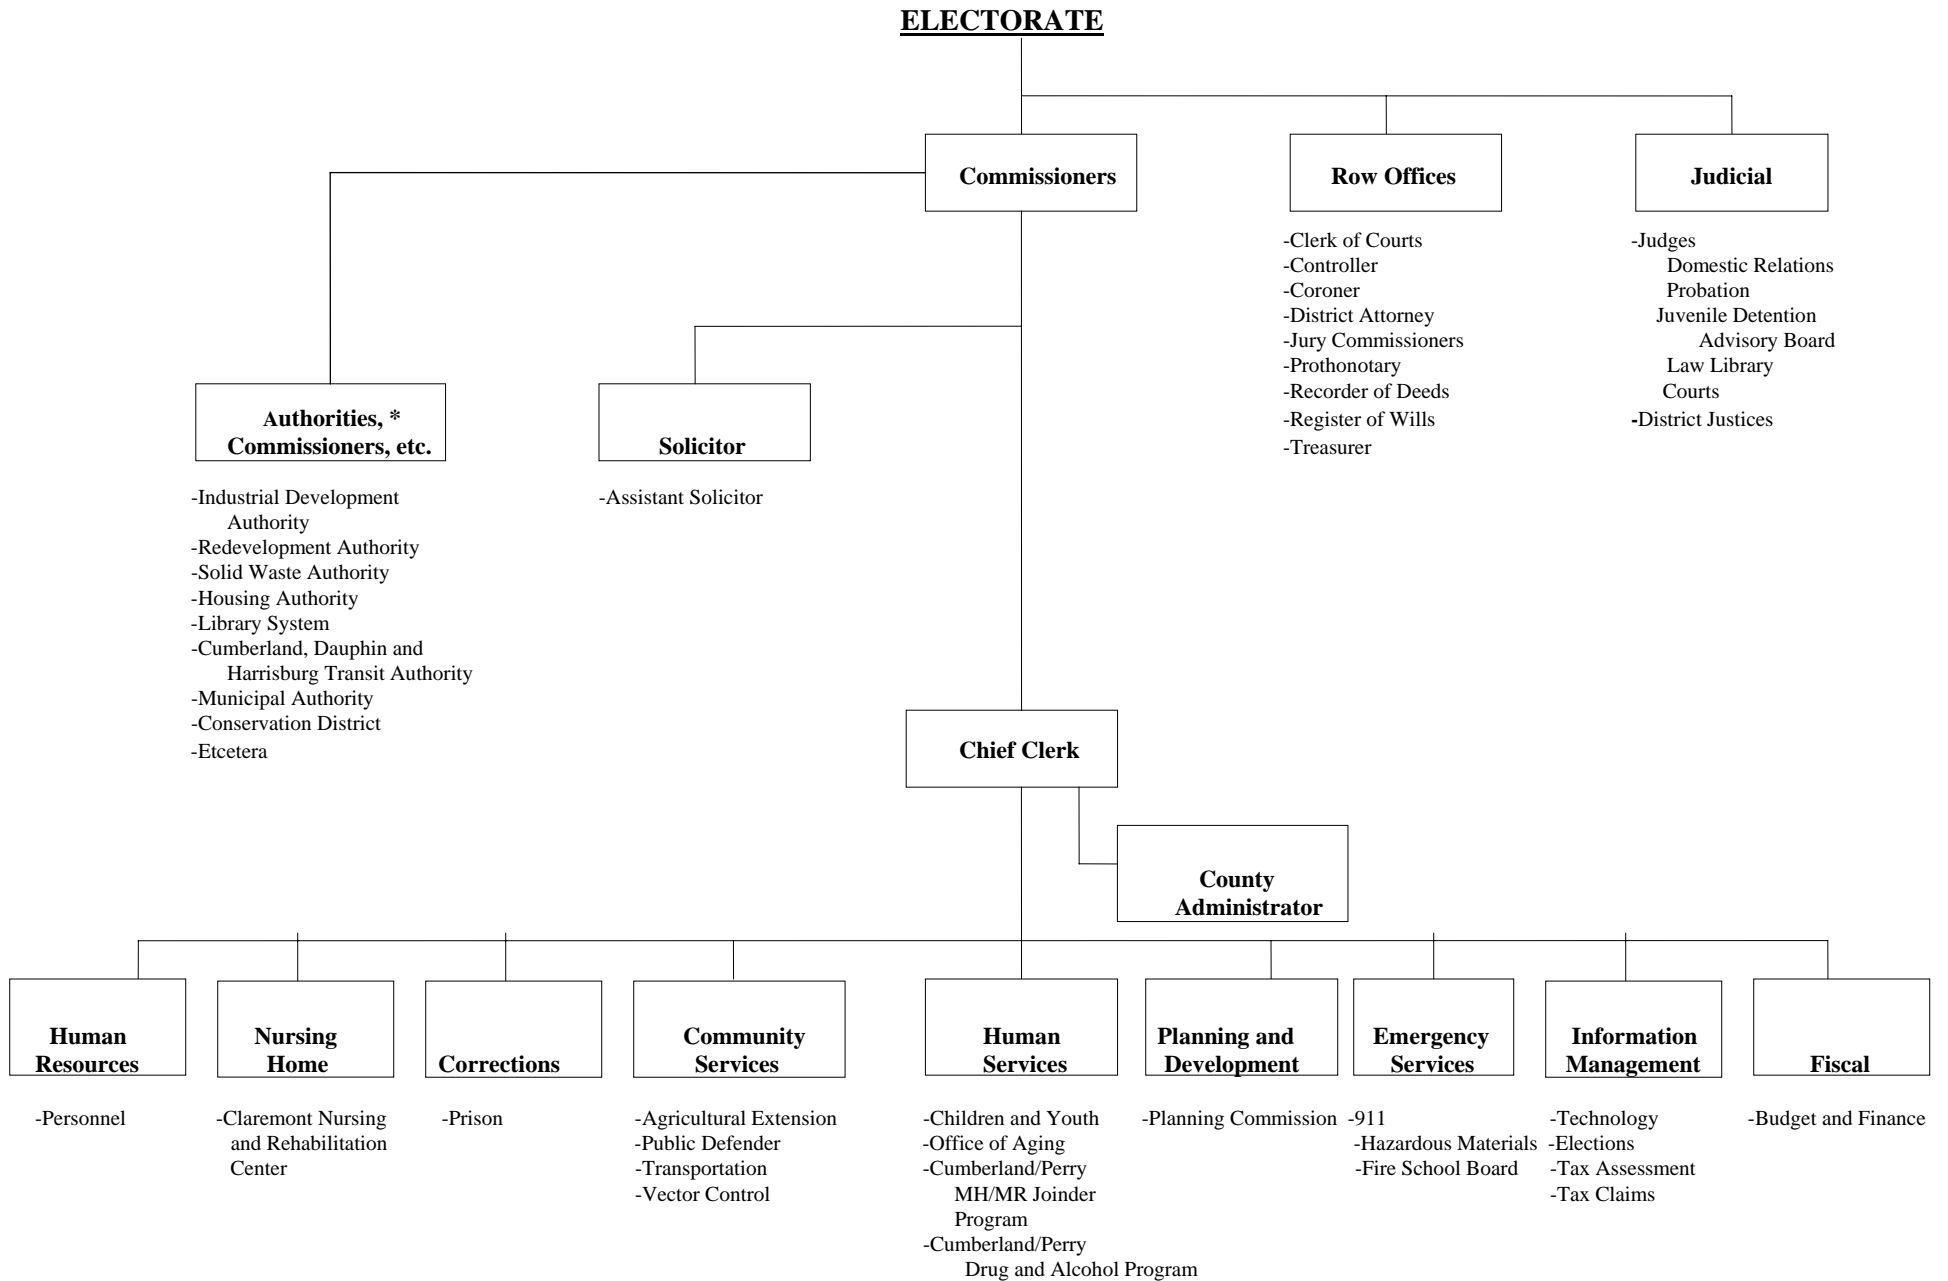 ELECTORATE
Commissioners
Row Offices
Judicial
-Clerk of Courts
-Controller
-Coroner
-District Attorney
-Jury Commissioners
-Prothonotary
-Recorder of Deeds
-Register of Wills
-Treasurer
-Judges
Domestic Relations
Probation
Juvenile Detention
Advisory Board
Law Library
Courts
-District Justices
Authorities, *
Commissioners, etc.
-Industrial Development
Authority
-Redevelopment Authority
-Solid Waste Authority
-Housing Authority
-Library System
-Cumberland, Dauphin and
Harrisburg Transit Authority
-Municipal Authority
-Conservation District
-Etcetera
Solicitor
-Assistant Solicitor
Chief Clerk
County
Administrator
Human
Resources
-Personnel
Nursing
Home
-Claremont Nursing
and Rehabilitation
Center
Corrections
-Prison
Community
Services
-Agricultural Extension
-Public Defender
-Transportation
-Vector Control
Human
Services
-Children and Youth
-Office of Aging
-Cumberland/Perry
MH/MR Joinder
Program
-Cumberland/Perry
Drug and Alcohol Program
Planning and
Development
-Planning Commission
Emergency
Services
-911
-Hazardous Materials
-Fire School Board
Information
Management
-Technology
-Elections
-Tax Assessment
-Tax Claims
Fiscal
-Budget and Finance